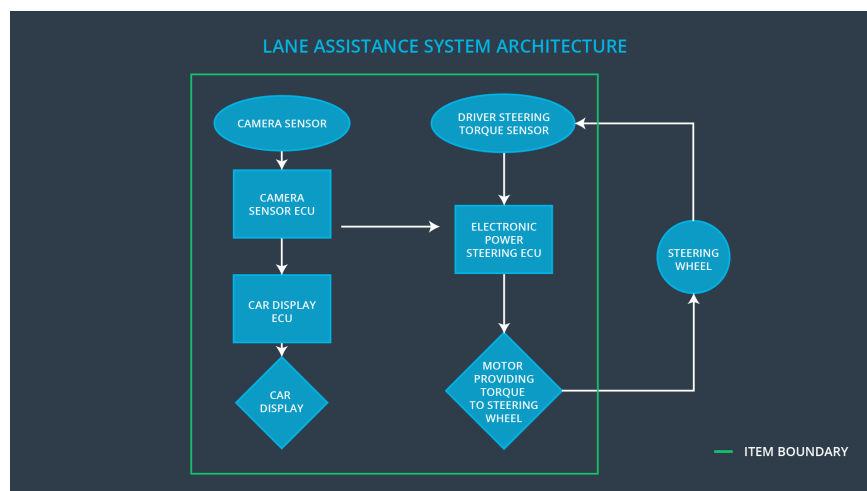 LANE ASSISTANCE SYSTEM ARCHITECTURE
CAMERA SENSOR
DRIVER STEERING
TORQUE SENSOR
CAMERA
SENSOR ECU
ELECTRONIC
POWER
STEERING ECU
STEERING
WHEEL
CAR DISPLAY
ECU
CAR
DISPLAY
MOTOR
PROVIDING
TORQUE
TO STEERING
WHEEL
ITEM BOUNDARY